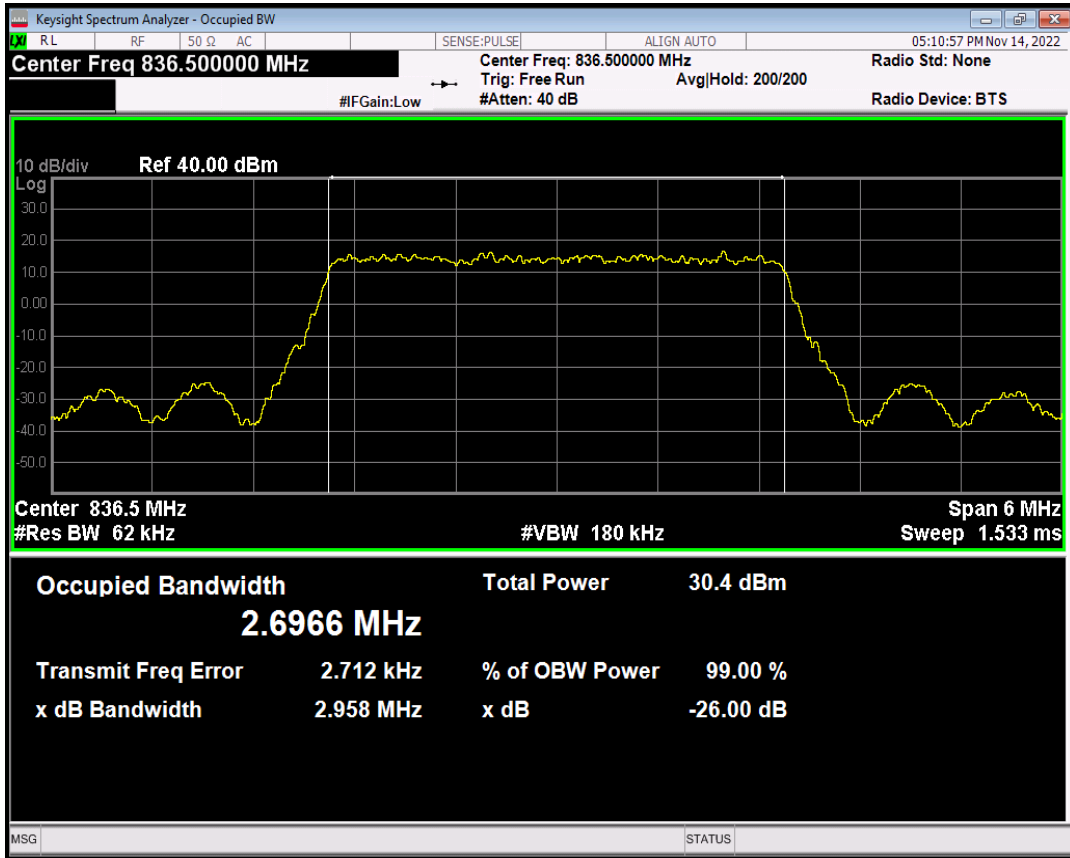 Keysight Spectrum Analyzer - Occupied BW
LXI RL RF 50 Ω AC SENSE:PULSE ALIGN AUTO 05:10:57 PM Nov 14, 2022
Center Freq 836.500000 MHz Center Freq: 836.500000 MHz Radio Std: None
Trig: Free Run Avg|Hold: 200/200
#IFGain:Low #Atten: 40 dB Radio Device: BTS
10 dB/div Ref 40.00 dBm
Log
30.0
20.0
10.0
0.00
-10.0
-20.0
-30.0
-40.0
-50.0
Center 836.5 MHz Span 6 MHz
#Res BW 62 kHz #VBW 180 kHz Sweep 1.533 ms
Occupied Bandwidth Total Power 30.4 dBm
2.6966 MHz
Transmit Freq Error 2.712 kHz % of OBW Power 99.00 %
x dB Bandwidth 2.958 MHz x dB -26.00 dB
MSG STATUS